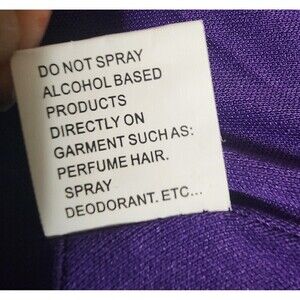 DO NOT SPRAY
ALCOHOL BASED
PRODUCTS
DIRECTLY ON
GARMENT SUCH AS:
PERFUME HAIR.
SPRAY
DEODORANT. ETC...